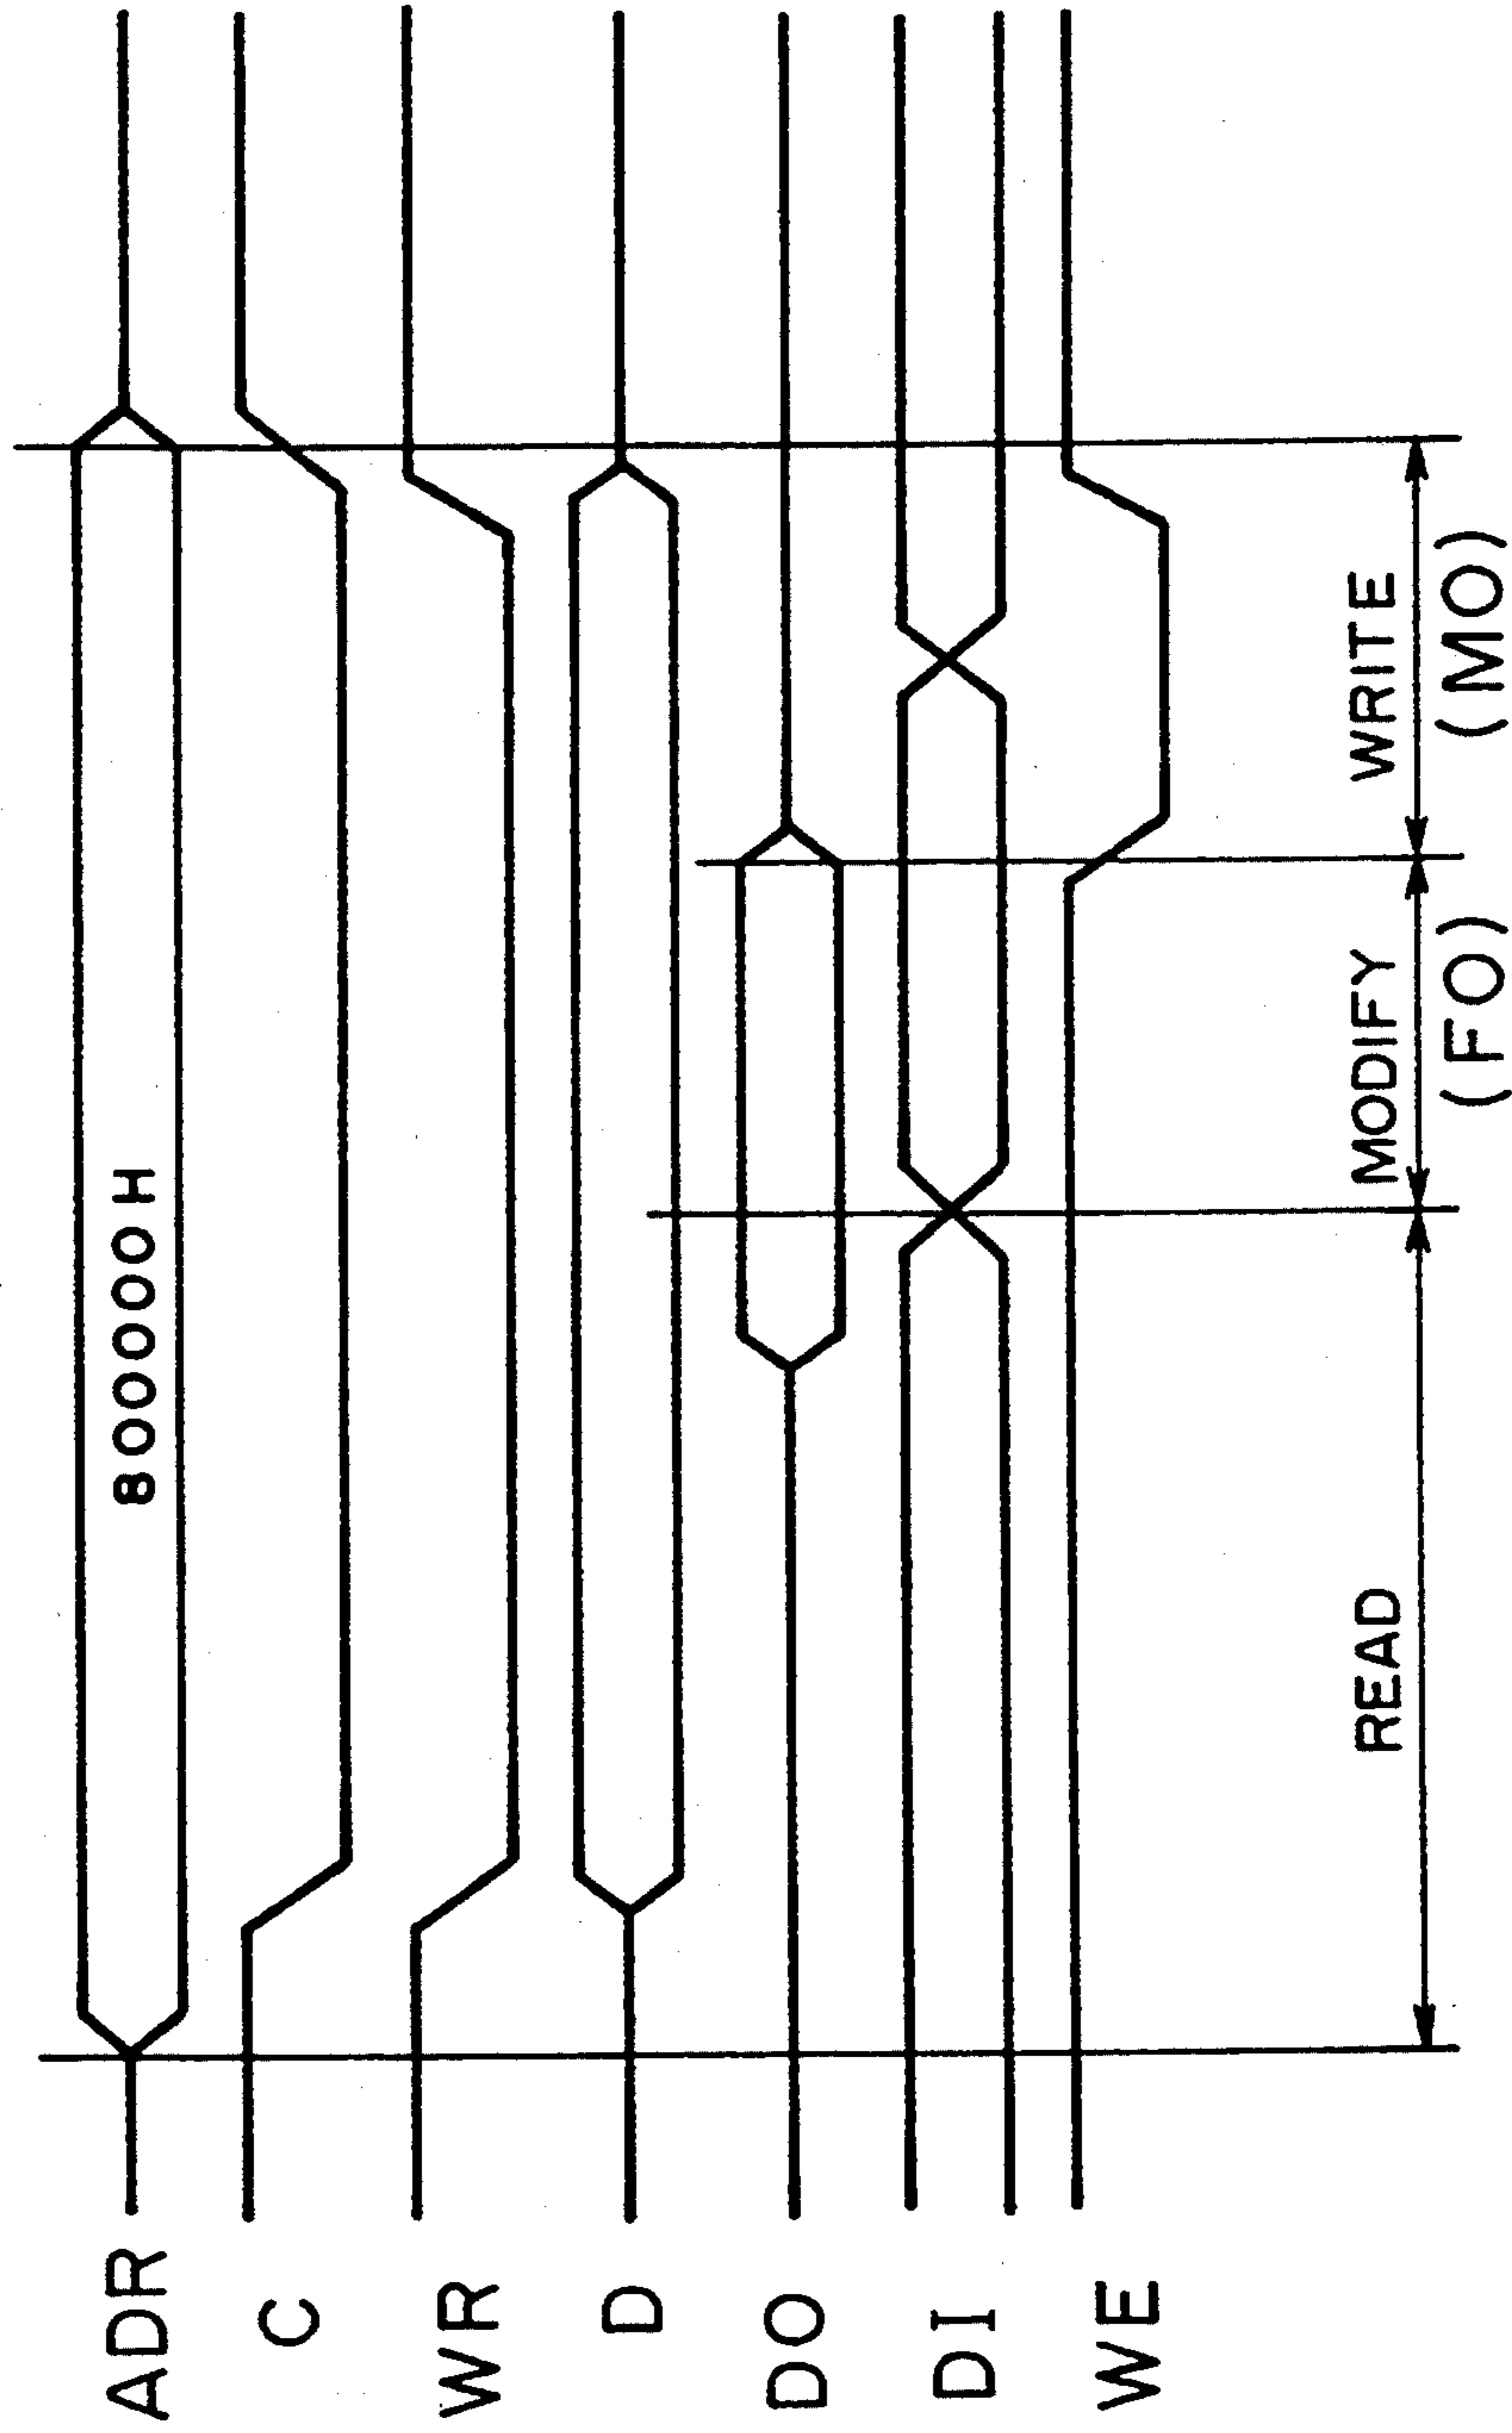 ADR
800000H
C
WR
D
DO
DI
WE
READ
MODIFY
WRITE
(FO)
(MO)